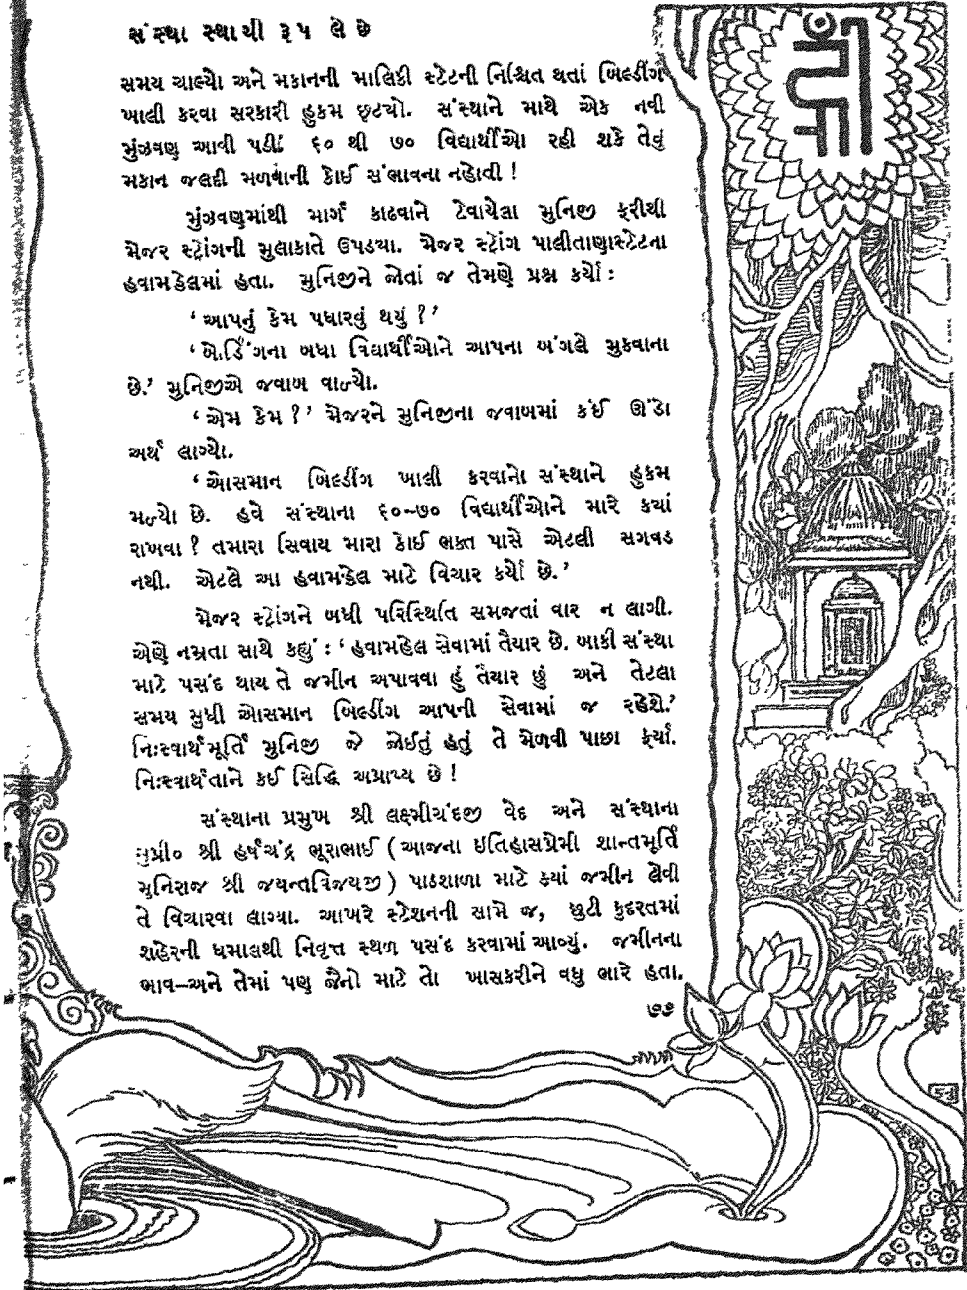 સંસ્થા સ્થાયી રૂપ લે છે
સમય ચાલ્યો અને મકાનની માલિકી સ્ટેટની નિશ્ચિત થતાં બિલ્ડીંગ
ખાલી કરવા સરકારી હુકમ છૂટયો. સંસ્થાને માથે એક નવી
મુંઝવણ આવી પડી: ૬૦ થી ૭૦ વિદ્યાર્થીઓ રહી શકે તેવું
મકાન જલદી મળવાની કોઈ સંભાવના નહોતી !
મુંઝવણમાંથી માર્ગ કાઢવાને ટેવાયેલા મુનિજી ફરીથી
મેજર સ્ટ્રોંગની મુલાકાતે ઉપડયા. મેજર સ્ટ્રોંગ પાલીતાણાસ્ટેટના
હવામહેલમાં હતા. મુનિજીને જોતાં જ તેમણે પ્રશ્ન કર્યો :
‘ આપનું કેમ પધારવું થયું ? ’
‘ બોર્ડિંગના બધા વિદ્યાર્થીઓને આપના બંગલે મુકવાના
છે.’ મુનિજીએ જવાબ વાળ્યો.
‘ એમ કેમ ? ’ મેજરને મુનિજીના જવાબમાં કંઈ ઊંડો
અર્થ લાગ્યો.
‘ ઓસમાન બિલ્ડીંગ ખાલી કરવાનો સંસ્થાને હુકમ
મળ્યો છે. હવે સંસ્થાના ૬૦–૭૦ વિદ્યાર્થીઓને મારે કયાં
રાખવા ? તમારા સિવાય મારા કોઈ ભક્ત પાસે એટલી સગવડ
નથી. એટલે આ હવામહેલ માટે વિચાર કર્યો છે. ’
મેજર સ્ટ્રોંગને બધી પરિસ્થિતિ સમજતાં વાર ન લાગી.
એણે નમ્રતા સાથે કહ્યું : ‘ હવામહેલ સેવામાં તૈયાર છે. બાકી સંસ્થા
માટે પસંદ થાય તે જમીન અપાવવા હું તૈયાર છું અને તેટલા
સમય સુધી ઓસમાન બિલ્ડીંગ આપની સેવામાં જ રહેશે.’
નિઃસ્વાર્થમૂર્તિ મુનિજી જે જોઈતું હતું તે મેળવી પાછા ફર્યા.
નિઃસ્વાર્થતાને કઈ સિદ્ધિ અપ્રાપ્ય છે !
સંસ્થાના પ્રમુખ શ્રી લક્ષ્મીચંદજી વેદ અને સંસ્થાના
સુપ્રી૦ શ્રી હર્ષચંદ્ર ભૂરાભાઈ ( આજના ઇતિહાસપ્રેમી શાન્તમૂર્તિ
મુનિરાજ શ્રી જયન્તવિજયજી ) પાઠશાળા માટે કયાં જમીન લેવી
તે વિચારવા લાગ્યા. આખરે સ્ટેશનની સામે જ, છુટી કુદરતમાં
શહેરની ધમાલથી નિવૃત્ત સ્થળ પસંદ કરવામાં આવ્યું. જમીનના
ભાવ–અને તેમાં પણ જૈનો માટે તો ખાસકરીને વધુ ભારે હતા.
૭૭